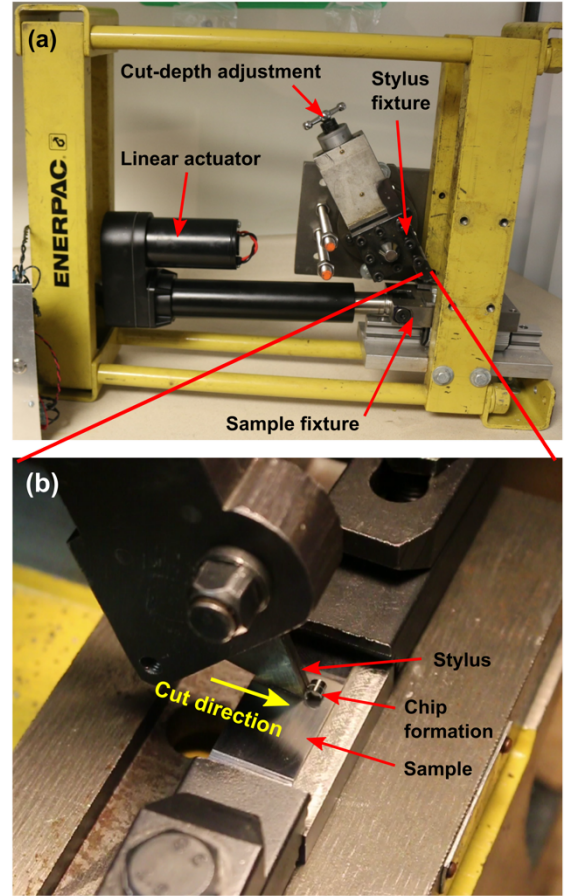 (a)
Cut-depth adjustment
Stylus
fixture
Linear actuator
ENERPAC
Sample fixture
(b)
Stylus
Cut direction
Chip
formation
Sample